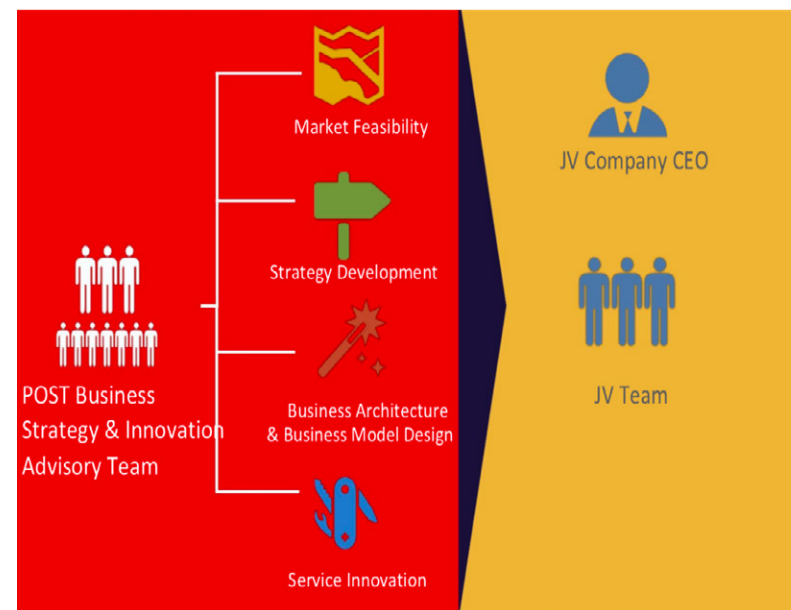 Market Feasibility
Strategy Development
Business Architecture
& Business Model Design
Service Innovation
POST Business
Strategy & Innovation
Advisory Team
JV Company CEO
JV Team